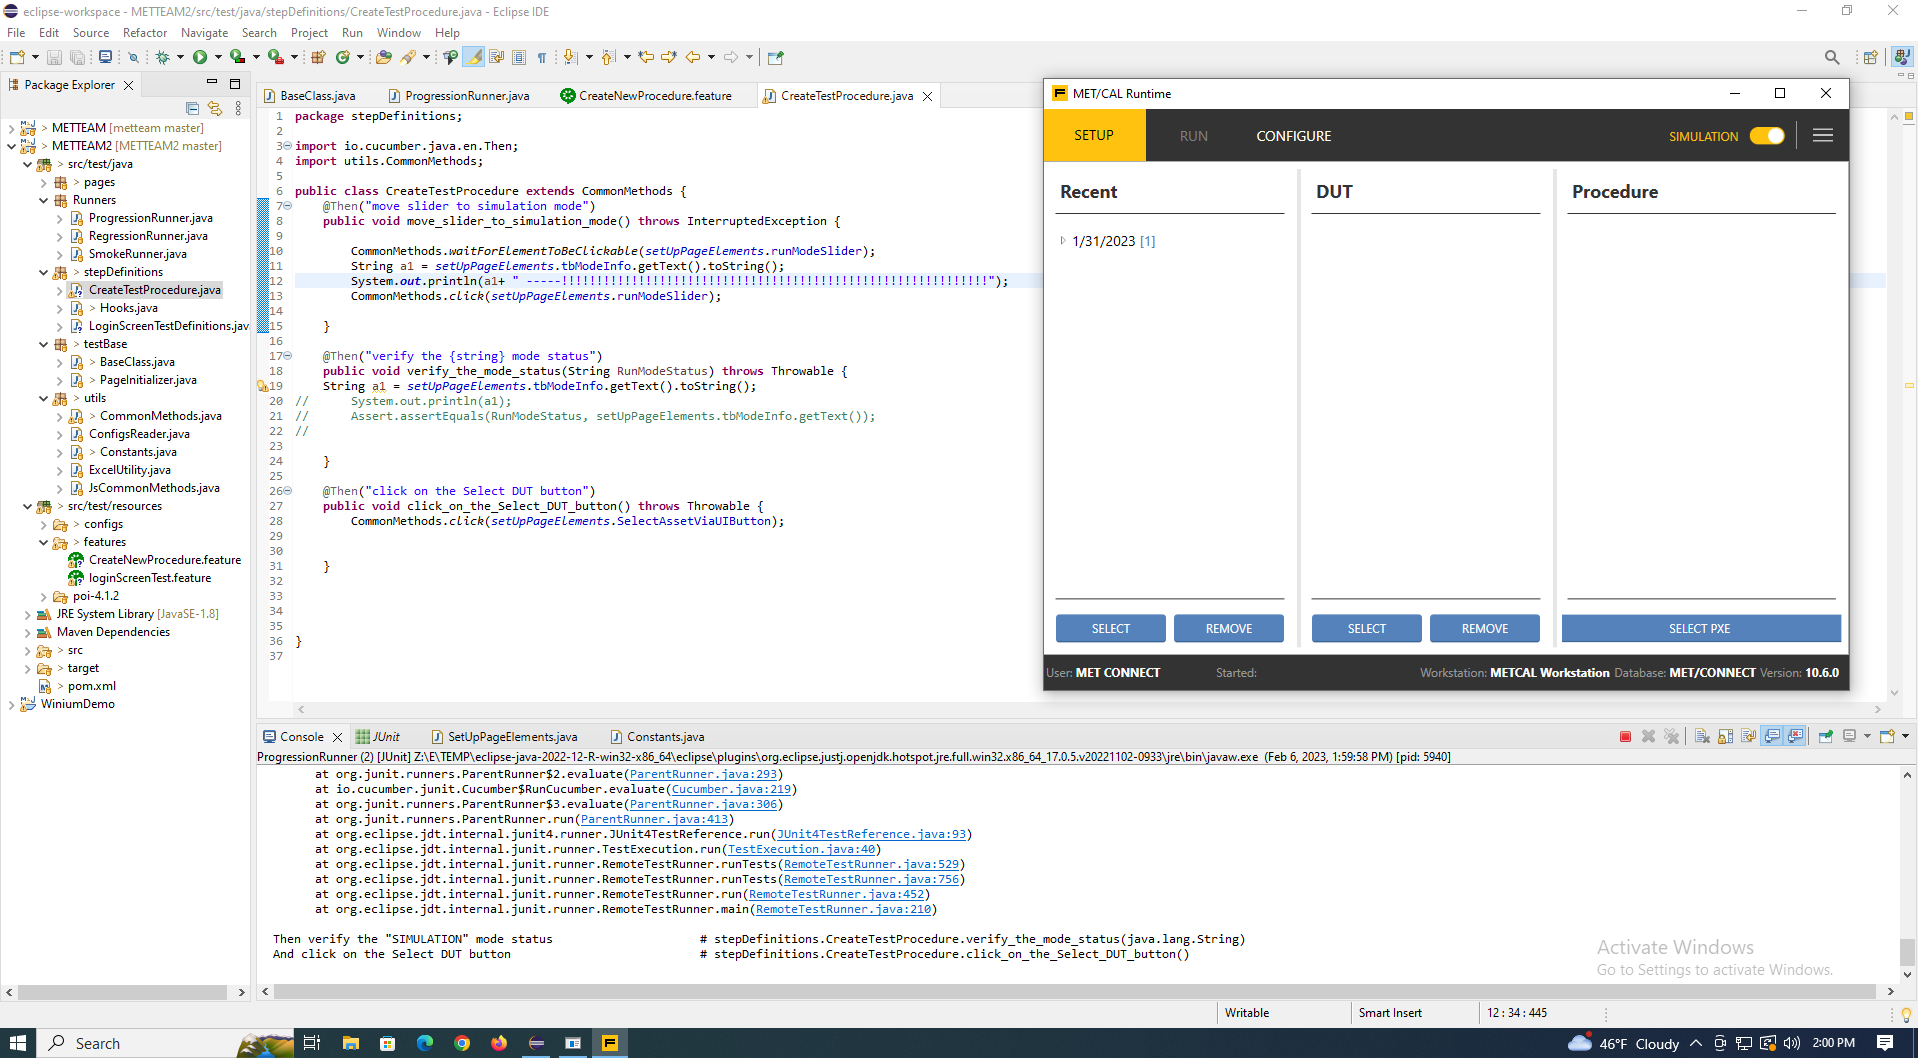 eclipse-workspace - METTEAM2/src/test/java/stepDefinitions/CreateTestProcedure.java - Eclipse IDE
File Edit Source Refactor Navigate Search Project Run Window Help
Package Explorer
> METTEAM [metteam master]
> METTEAM2 [METTEAM2 master]
> src/test/java
> pages
Runners
ProgressionRunner.java
RegressionRunner.java
SmokeRunner.java
> stepDefinitions
CreateTestProcedure.java
> Hooks.java
LoginScreenTestDefinitions.jav
> testBase
> BaseClass.java
> PageInitializer.java
> utils
> CommonMethods.java
ConfigsReader.java
> Constants.java
ExcelUtility.java
JsCommonMethods.java
> src/test/resources
> configs
> features
CreateNewProcedure.feature
loginScreenTest.feature
poi-4.1.2
JRE System Library [JavaSE-1.8]
Maven Dependencies
> src
> target
> pom.xml
WiniumDemo
BaseClass.java ProgressionRunner.java CreateNewProcedure.feature CreateTestProcedure.java
1 package stepDefinitions;
2
3 import io.cucumber.java.en.Then;
4 import utils.CommonMethods;
5
6 public class CreateTestProcedure extends CommonMethods {
7 @Then("move slider to simulation mode")
8 public void move_slider_to_simulation_mode() throws InterruptedException {
9
10 CommonMethods.waitForElementToBeClickable(setUpPageElements.runModeSlider);
11 String a1 = setUpPageElements.tbModeInfo.getText().toString();
12 System.out.println(a1+ " -----!!!!!!!!!!!!!!!!!!!!!!!!!!!!!!!!!!!!!!!!!!!!!!!!!!!!!!!!!!!!!");
13 CommonMethods.click(setUpPageElements.runModeSlider);
14
15 }
16
17 @Then("verify the {string} mode status")
18 public void verify_the_mode_status(String RunModeStatus) throws Throwable {
19 String a1 = setUpPageElements.tbModeInfo.getText().toString();
20 // System.out.println(a1);
21 // Assert.assertEquals(RunModeStatus, setUpPageElements.tbModeInfo.getText());
22 //
23
24 }
25
26 @Then("click on the Select DUT button")
27 public void click_on_the_Select_DUT_button() throws Throwable {
28 CommonMethods.click(setUpPageElements.SelectAssetViaUIButton);
29
30
31 }
32
33
34
35
36 }
37
MET/CAL Runtime
SETUP RUN CONFIGURE SIMULATION
Recent DUT Procedure
1/31/2023 [1]
SELECT REMOVE SELECT REMOVE SELECT PXE
User: MET CONNECT Started: Workstation: METCAL Workstation Database: MET/CONNECT Version: 10.6.0
Console JUnit SetUpPageElements.java Constants.java
ProgressionRunner (2) [JUnit] Z:\E\TEMP\eclipse-java-2022-12-R-win32-x86_64\eclipse\plugins\org.eclipse.justj.openjdk.hotspot.jre.full.win32.x86_64_17.0.5.v20221102-0933\jre\bin\javaw.exe (Feb 6, 2023, 1:59:58 PM) [pid: 5940]
at org.junit.runners.ParentRunner$2.evaluate(ParentRunner.java:293)
at io.cucumber.junit.Cucumber$RunCucumber.evaluate(Cucumber.java:219)
at org.junit.runners.ParentRunner$3.evaluate(ParentRunner.java:306)
at org.junit.runners.ParentRunner.run(ParentRunner.java:413)
at org.eclipse.jdt.internal.junit4.runner.JUnit4TestReference.run(JUnit4TestReference.java:93)
at org.eclipse.jdt.internal.junit.runner.TestExecution.run(TestExecution.java:40)
at org.eclipse.jdt.internal.junit.runner.RemoteTestRunner.runTests(RemoteTestRunner.java:529)
at org.eclipse.jdt.internal.junit.runner.RemoteTestRunner.runTests(RemoteTestRunner.java:756)
at org.eclipse.jdt.internal.junit.runner.RemoteTestRunner.run(RemoteTestRunner.java:452)
at org.eclipse.jdt.internal.junit.runner.RemoteTestRunner.main(RemoteTestRunner.java:210)
Then verify the "SIMULATION" mode status # stepDefinitions.CreateTestProcedure.verify_the_mode_status(java.lang.String)
And click on the Select DUT button # stepDefinitions.CreateTestProcedure.click_on_the_Select_DUT_button()
Activate Windows
Go to Settings to activate Windows.
Writable Smart Insert 12 : 34 : 445
Search 46°F Cloudy 2:00 PM